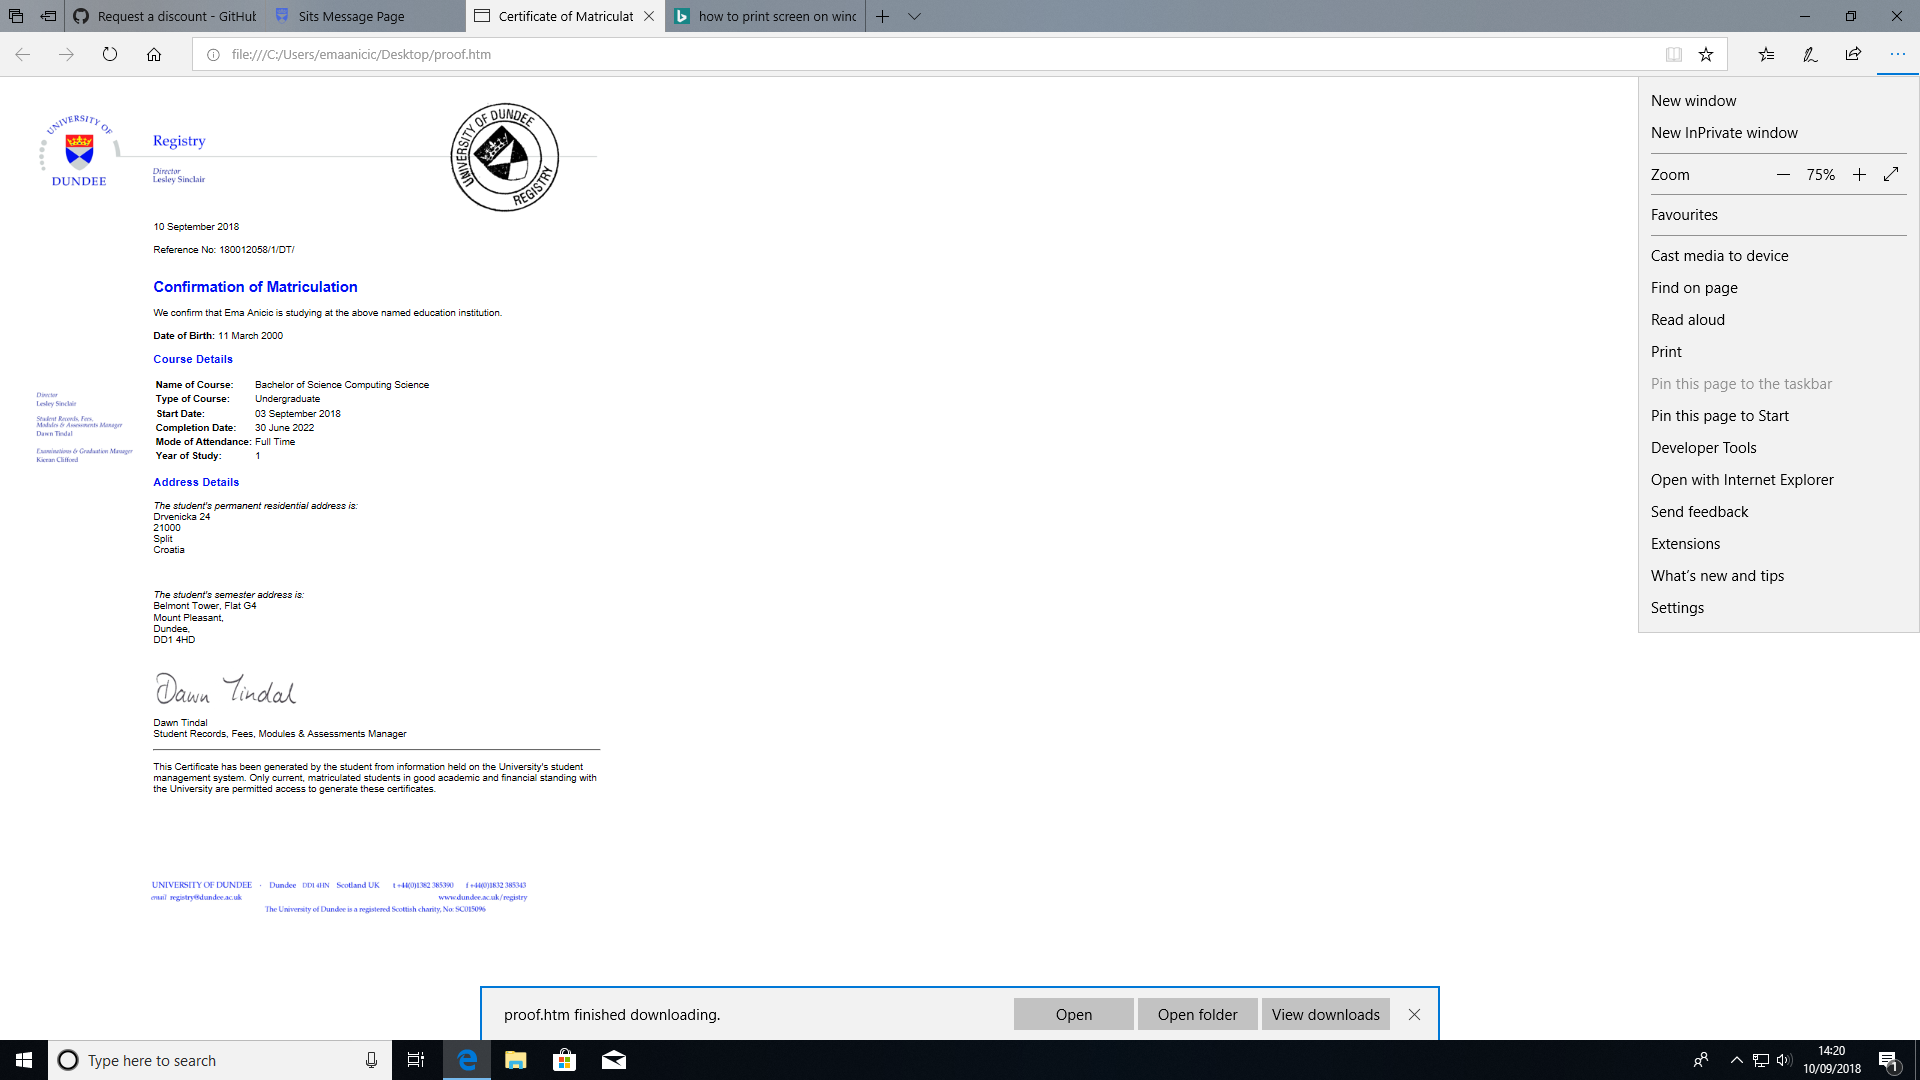 Request a discount - GitHub
Sits Message Page
Certificate of Matriculat
how to print screen on winc
file:///C:/Users/emaanicic/Desktop/proof.htm
New window
New InPrivate window
Zoom
75%
Favourites
Cast media to device
Find on page
Read aloud
Print
Pin this page to the taskbar
Pin this page to Start
Developer Tools
Open with Internet Explorer
Send feedback
Extensions
What's new and tips
Settings
UNIVERSITY OF
DUNDEE
Registry
Director
Lesley Sinclair
UNIVERSITY OF DUNDEE
REGISTRY
10 September 2018
Reference No: 180012058/1/DT/
Confirmation of Matriculation
We confirm that Ema Anicic is studying at the above named education institution.
Date of Birth: 11 March 2000
Course Details
Name of Course: Bachelor of Science Computing Science
Type of Course: Undergraduate
Start Date: 03 September 2018
Completion Date: 30 June 2022
Mode of Attendance: Full Time
Year of Study: 1
Director
Lesley Sinclair
Student Records, Fees,
Modules & Assessments Manager
Dawn Tindal
Examinations & Graduation Manager
Kieran Clifford
Address Details
The student's permanent residential address is:
Drvenicka 24
21000
Split
Croatia
The student's semester address is:
Belmont Tower, Flat G4
Mount Pleasant,
Dundee,
DD1 4HD
Dawn Tindal
Dawn Tindal
Student Records, Fees, Modules & Assessments Manager
This Certificate has been generated by the student from information held on the University's student
management system. Only current, matriculated students in good academic and financial standing with
the University are permitted access to generate these certificates.
UNIVERSITY OF DUNDEE · Dundee DD1 4HN Scotland UK t +44(0)1382 385390 f +44(0)1832 385343
email registry@dundee.ac.uk www.dundee.ac.uk/registry
The University of Dundee is a registered Scottish charity, No: SC015096
proof.htm finished downloading.
Open
Open folder
View downloads
Type here to search
14:20
10/09/2018
1